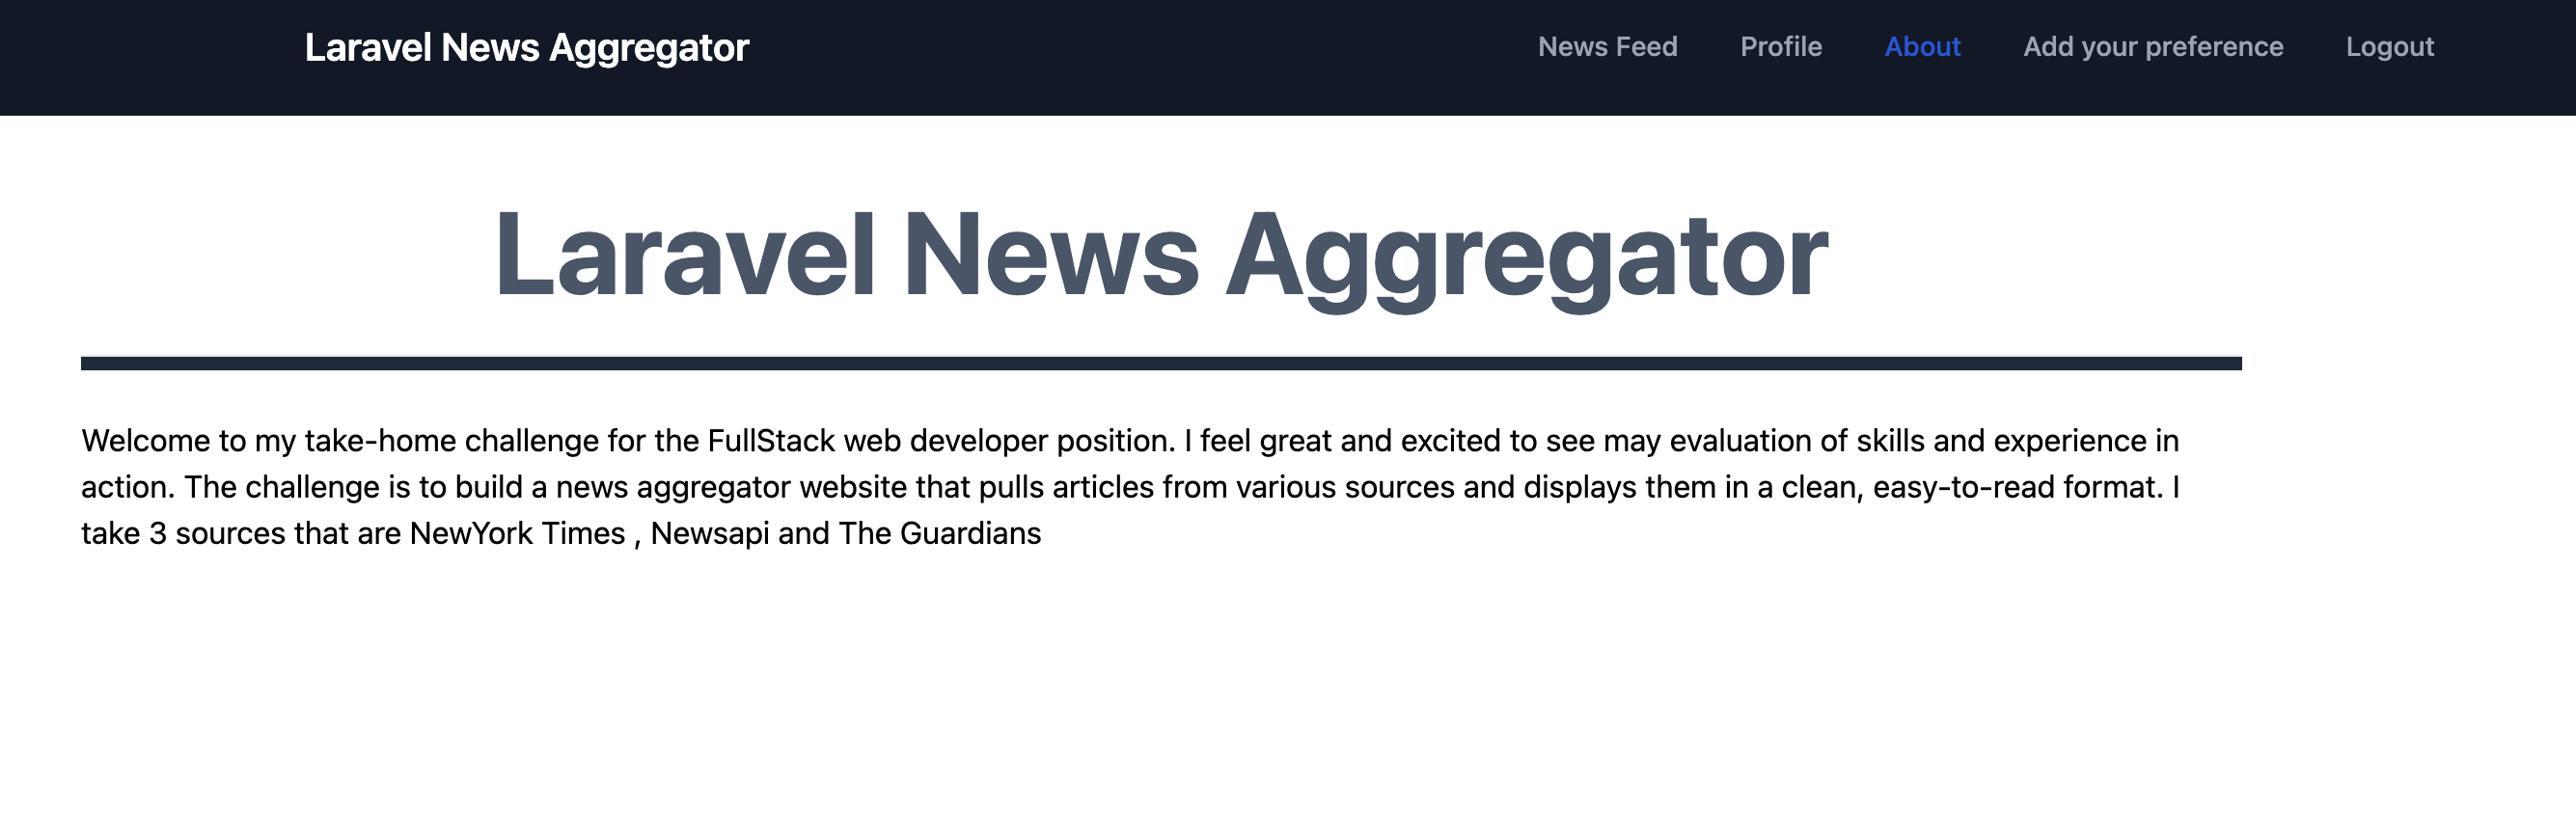 Laravel News Aggregator
News Feed
Profile
About
Add your preference
Logout
Laravel News Aggregator
Welcome to my take-home challenge for the FullStack web developer position. I feel great and excited to see may evaluation of skills and experience in
action. The challenge is to build a news aggregator website that pulls articles from various sources and displays them in a clean, easy-to-read format. I
take 3 sources that are NewYork Times , Newsapi and The Guardians